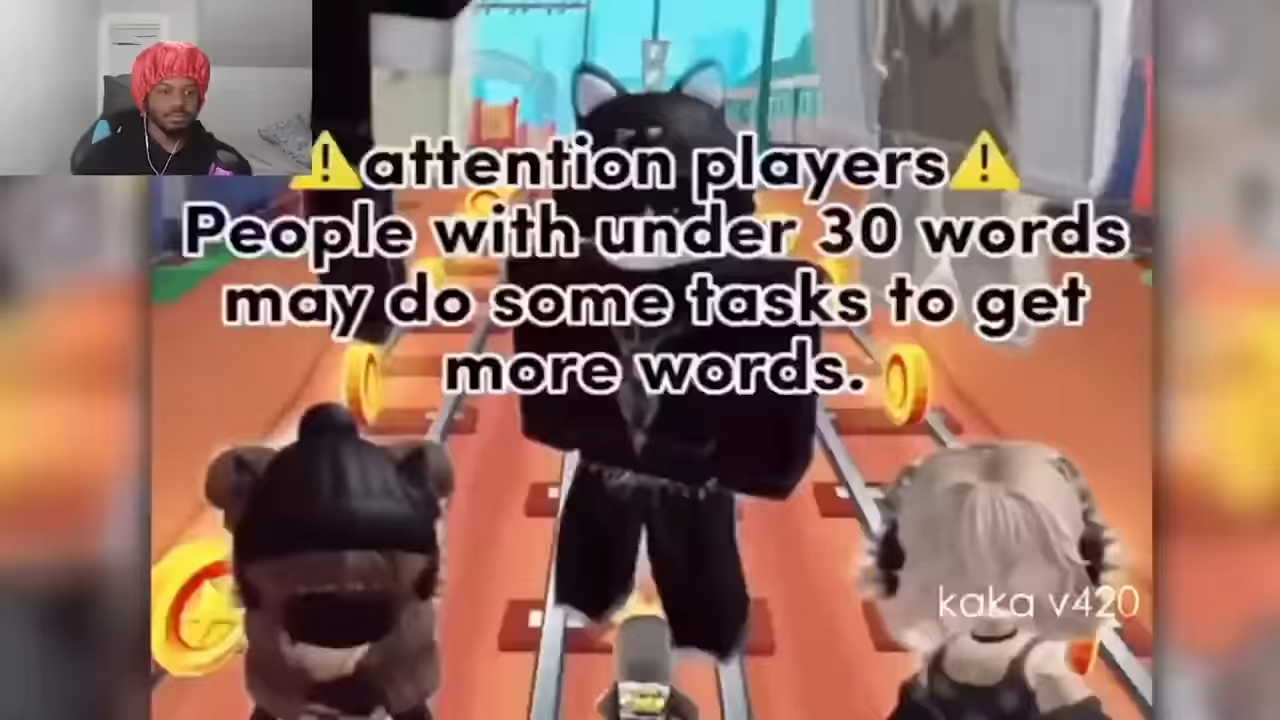 ⚠attention players⚠
People with under 30 words
may do some tasks to get
more words.
kaka v420